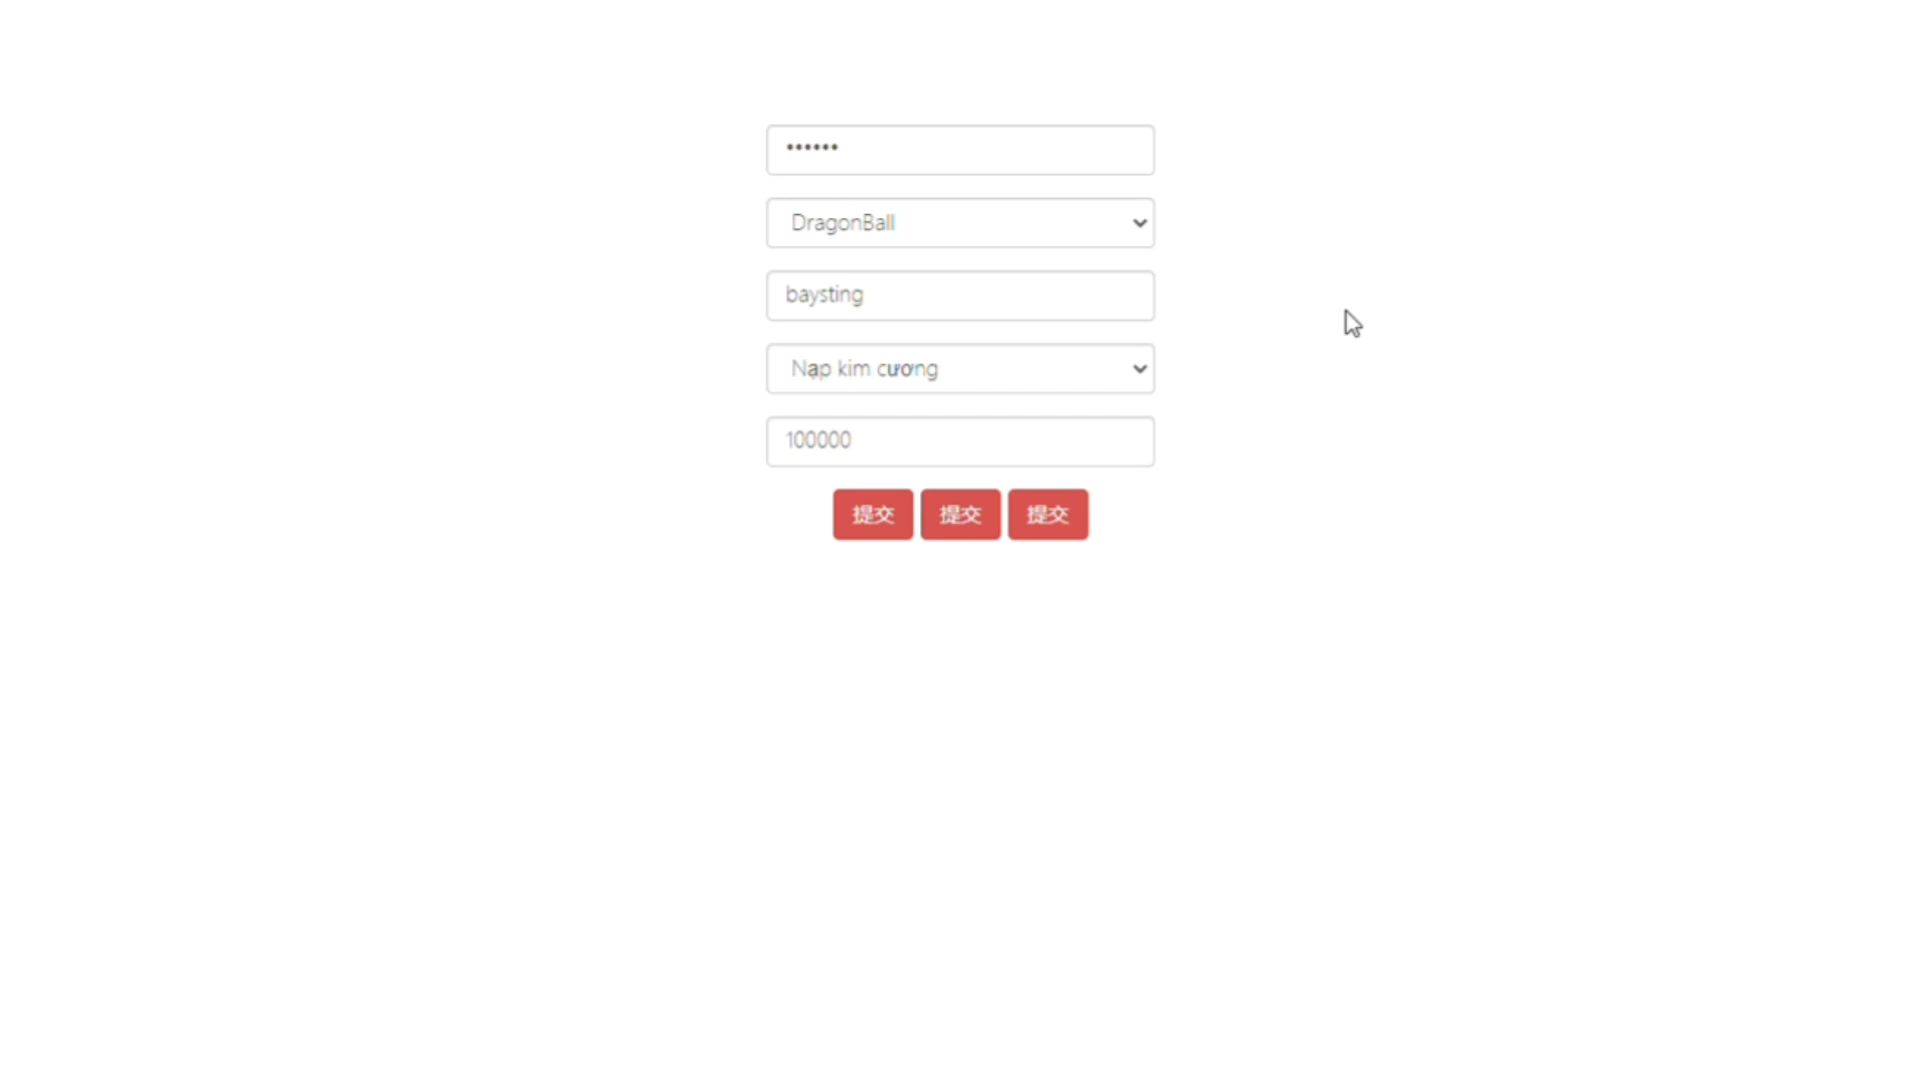 ••••••
DragonBall
baysting
Nạp kim cương
100000
提交 提交 提交